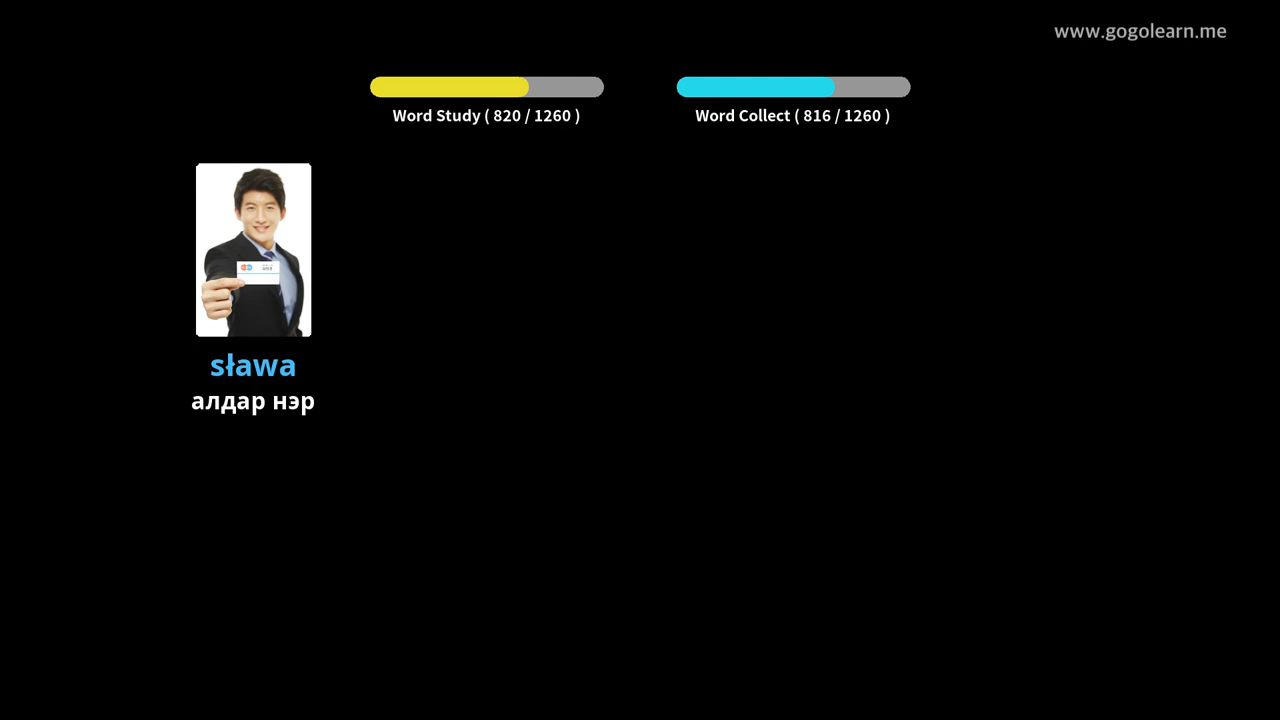 www.gogolearn.me
Word Study ( 820 / 1260 )
Word Collect ( 816 / 1260 )
sława
алдар нэр